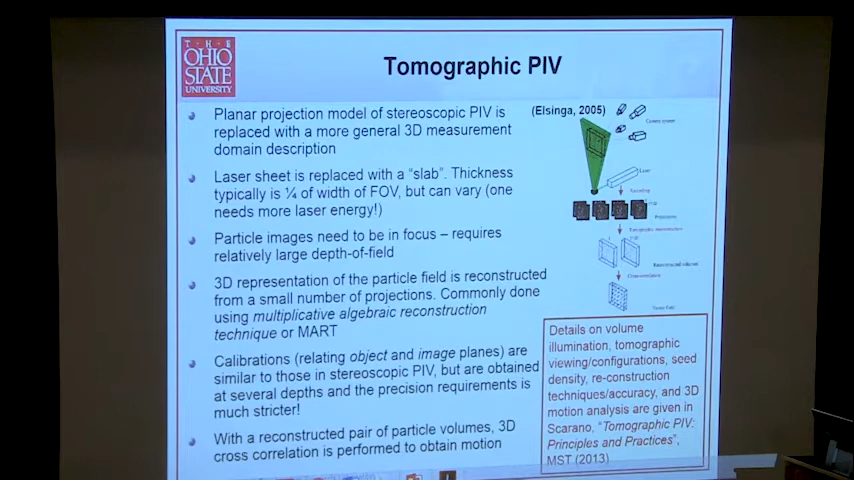 T·H·E
OHIO
STATE
UNIVERSITY
Tomographic PIV
Planar projection model of stereoscopic PIV is
replaced with a more general 3D measurement
domain description
Laser sheet is replaced with a “slab”. Thickness
typically is ¼ of width of FOV, but can vary (one
needs more laser energy!)
Particle images need to be in focus – requires
relatively large depth-of-field
3D representation of the particle field is reconstructed
from a small number of projections. Commonly done
using multiplicative algebraic reconstruction
technique or MART
Calibrations (relating object and image planes) are
similar to those in stereoscopic PIV, but are obtained
at several depths and the precision requirements is
much stricter!
With a reconstructed pair of particle volumes, 3D
cross correlation is performed to obtain motion
(Elsinga, 2005)
Laser
Details on volume
illumination, tomographic
viewing/configurations, seed
density, re-construction
techniques/accuracy, and 3D
motion analysis are given in
Scarano, “Tomographic PIV:
Principles and Practices”,
MST (2013)